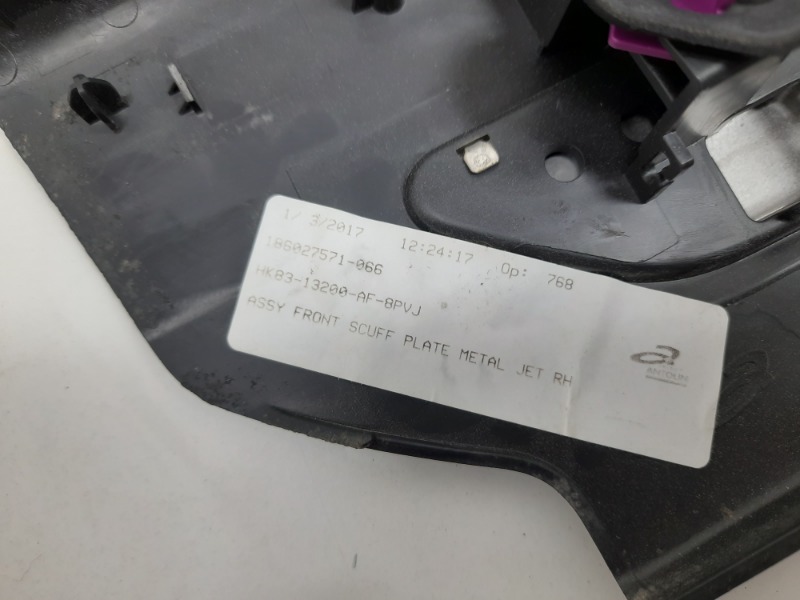 1/ 3/2017 12:24:17 Op: 768
186027571-066
HK83-13200-AF-8PVJ
ASSY FRONT SCUFF PLATE METAL JET RH
ANTOLIN